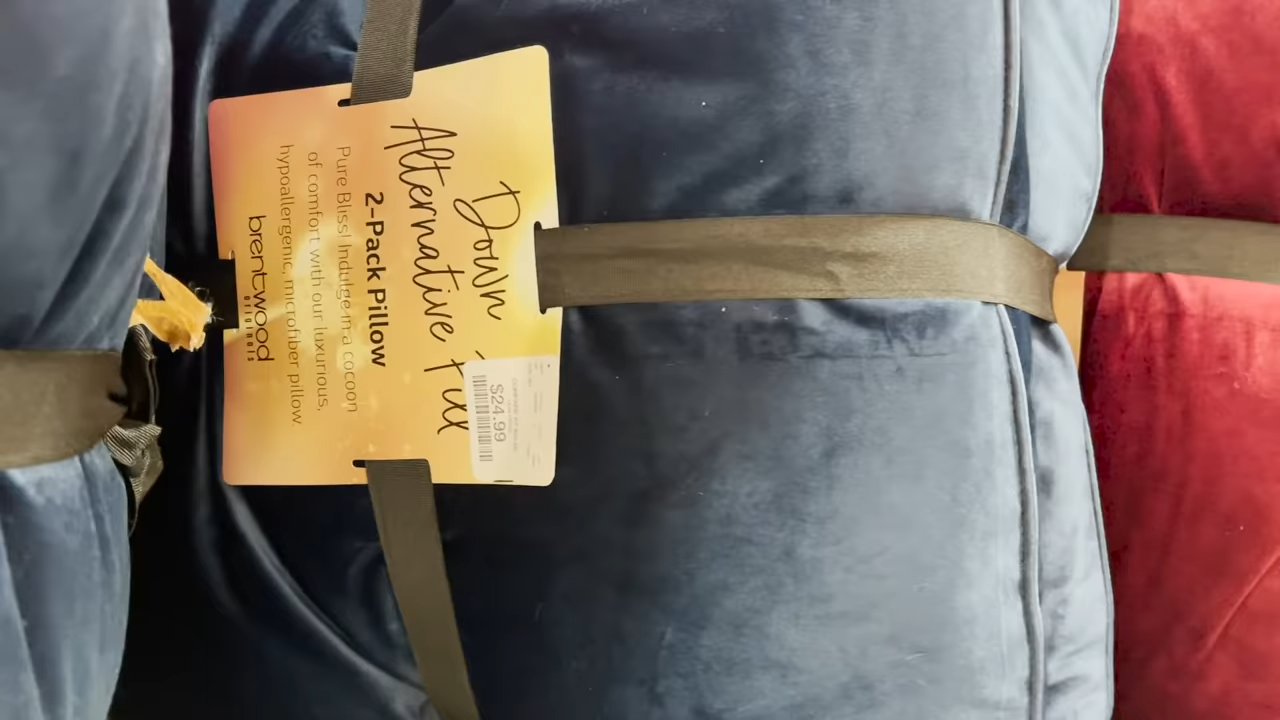 Down
Alternative Fill
2-Pack Pillow
Pure Bliss! Indulge in a cocoon
of comfort with our luxurious,
hypoallergenic, microfiber pillow.
brentwood
originals
$24.99